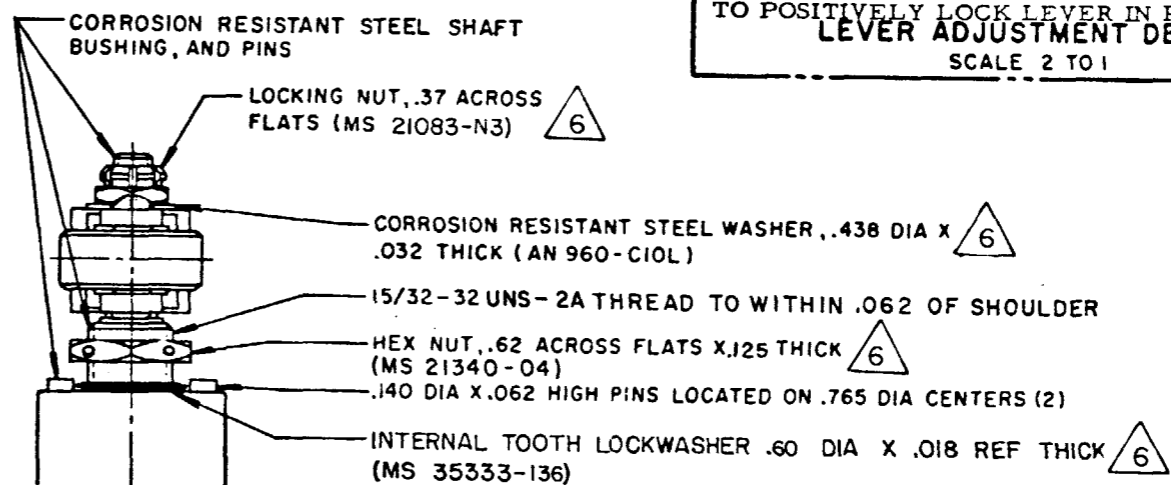 TO POSITIVELY LOCK LEVER IN
LEVER ADJUSTMENT
SCALE 2 TO 1
CORROSION RESISTANT STEEL SHAFT
BUSHING, AND PINS
LOCKING NUT, .37 ACROSS
FLATS (MS 21083-N3) 6
CORROSION RESISTANT STEEL WASHER, .438 DIA X
.032 THICK (AN 960-C10L) 6
15/32-32 UNS-2A THREAD TO WITHIN .062 OF SHOULDER
HEX NUT, .62 ACROSS FLATS X .125 THICK
(MS 21340-04) 6
.140 DIA X .062 HIGH PINS LOCATED ON .765 DIA CENTERS (2)
INTERNAL TOOTH LOCKWASHER .60 DIA X .018 REF THICK
(MS 35333-136) 6